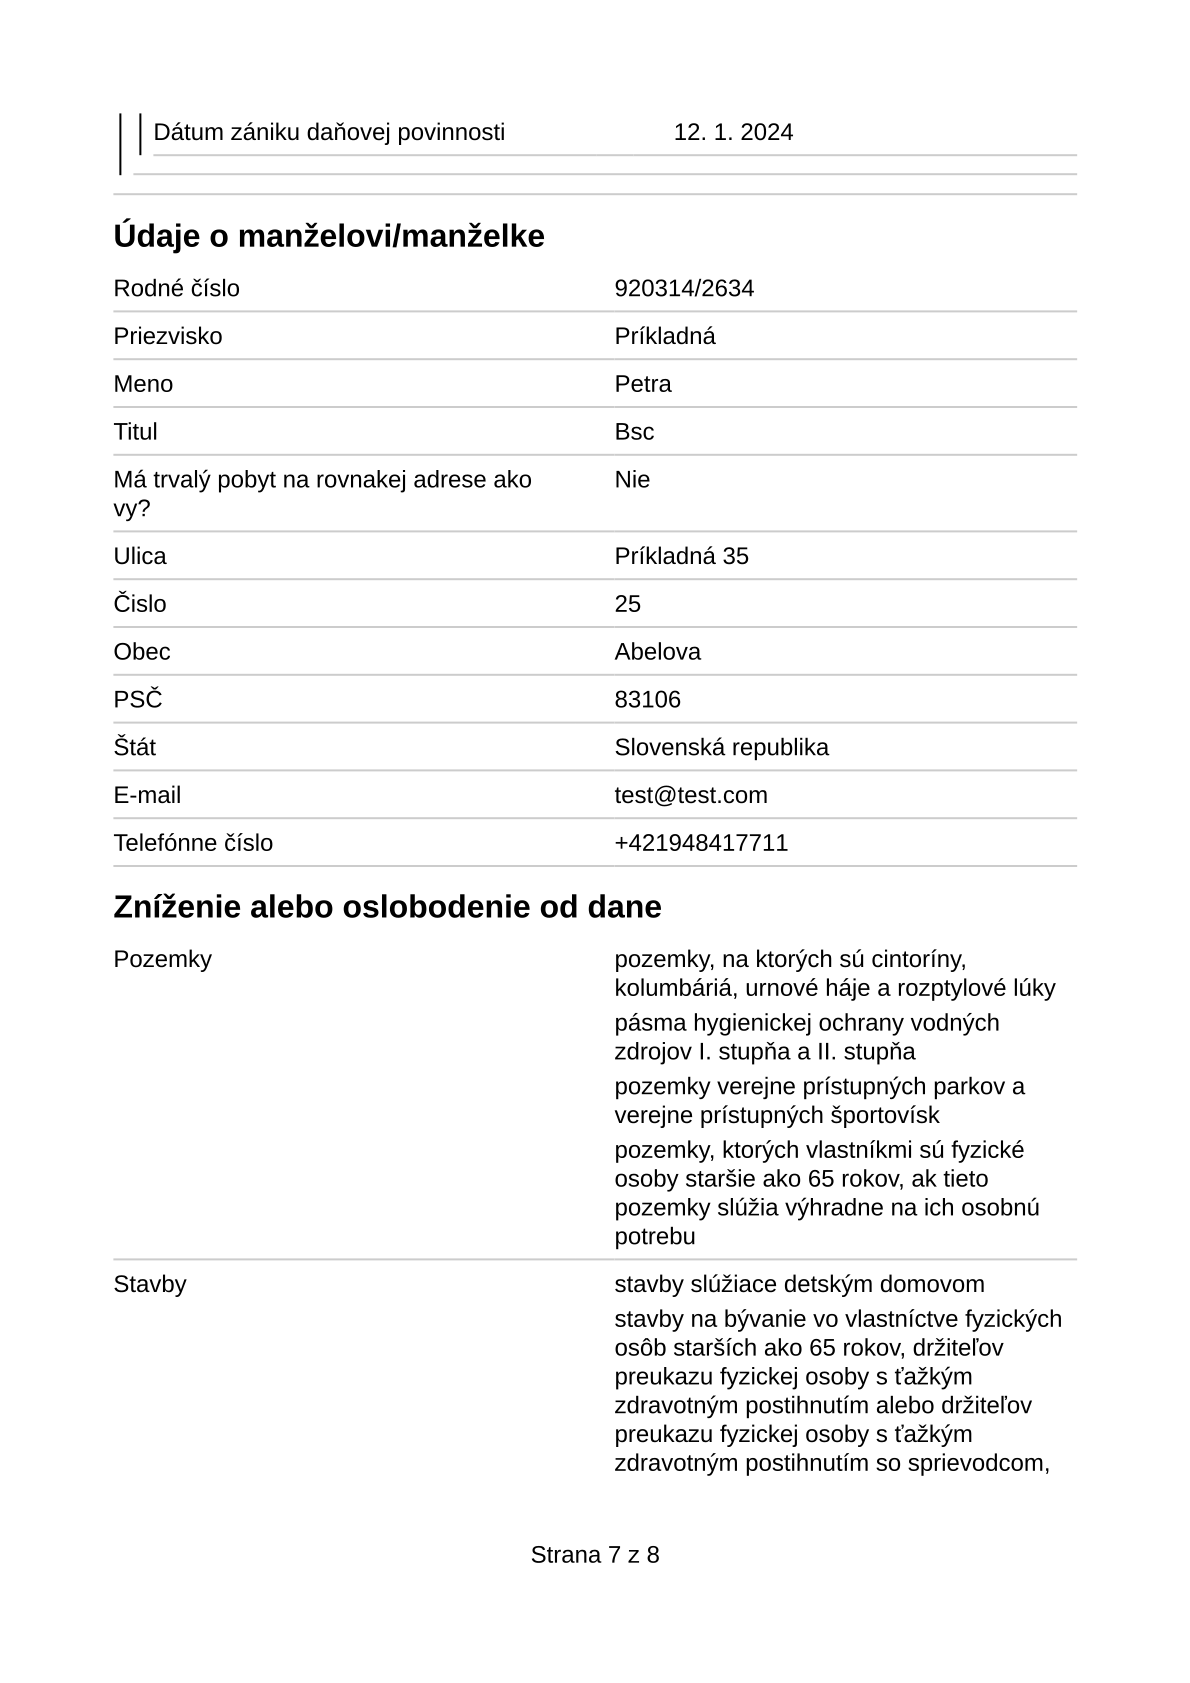 Dátum zániku daňovej povinnosti 12. 1. 2024
Údaje o manželovi/manželke
Rodné číslo 920314/2634
Priezvisko Príkladná
Meno Petra
Titul Bsc
Má trvalý pobyt na rovnakej adrese ako Nie
vy?
Ulica Príkladná 35
Čislo 25
Obec Abelova
PSČ 83106
Štát Slovenská republika
E-mail test@test.com
Telefónne číslo +421948417711
Zníženie alebo oslobodenie od dane
Pozemky pozemky, na ktorých sú cintoríny,
kolumbáriá, urnové háje a rozptylové lúky
pásma hygienickej ochrany vodných
zdrojov I. stupňa a II. stupňa
pozemky verejne prístupných parkov a
verejne prístupných športovísk
pozemky, ktorých vlastníkmi sú fyzické
osoby staršie ako 65 rokov, ak tieto
pozemky slúžia výhradne na ich osobnú
potrebu
Stavby stavby slúžiace detským domovom
stavby na bývanie vo vlastníctve fyzických
osôb starších ako 65 rokov, držiteľov
preukazu fyzickej osoby s ťažkým
zdravotným postihnutím alebo držiteľov
preukazu fyzickej osoby s ťažkým
zdravotným postihnutím so sprievodcom,
Strana 7 z 8